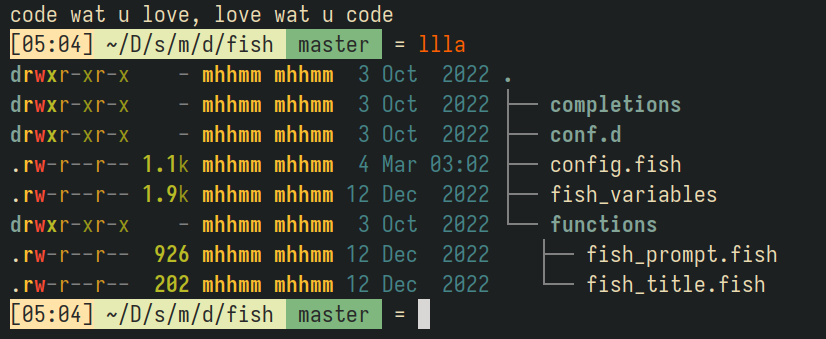 code wat u love, love wat u code
[05:04] ~/D/s/m/d/fish master = llla
drwxr-xr-x - mhhmm mhhmm 3 Oct 2022 .
drwxr-xr-x - mhhmm mhhmm 3 Oct 2022 ├── completions
drwxr-xr-x - mhhmm mhhmm 3 Oct 2022 ├── conf.d
.rw-r--r-- 1.1k mhhmm mhhmm 4 Mar 03:02 ├── config.fish
.rw-r--r-- 1.9k mhhmm mhhmm 12 Dec 2022 ├── fish_variables
drwxr-xr-x - mhhmm mhhmm 3 Oct 2022 └── functions
.rw-r--r-- 926 mhhmm mhhmm 12 Dec 2022 ├── fish_prompt.fish
.rw-r--r-- 202 mhhmm mhhmm 12 Dec 2022 └── fish_title.fish
[05:04] ~/D/s/m/d/fish master =